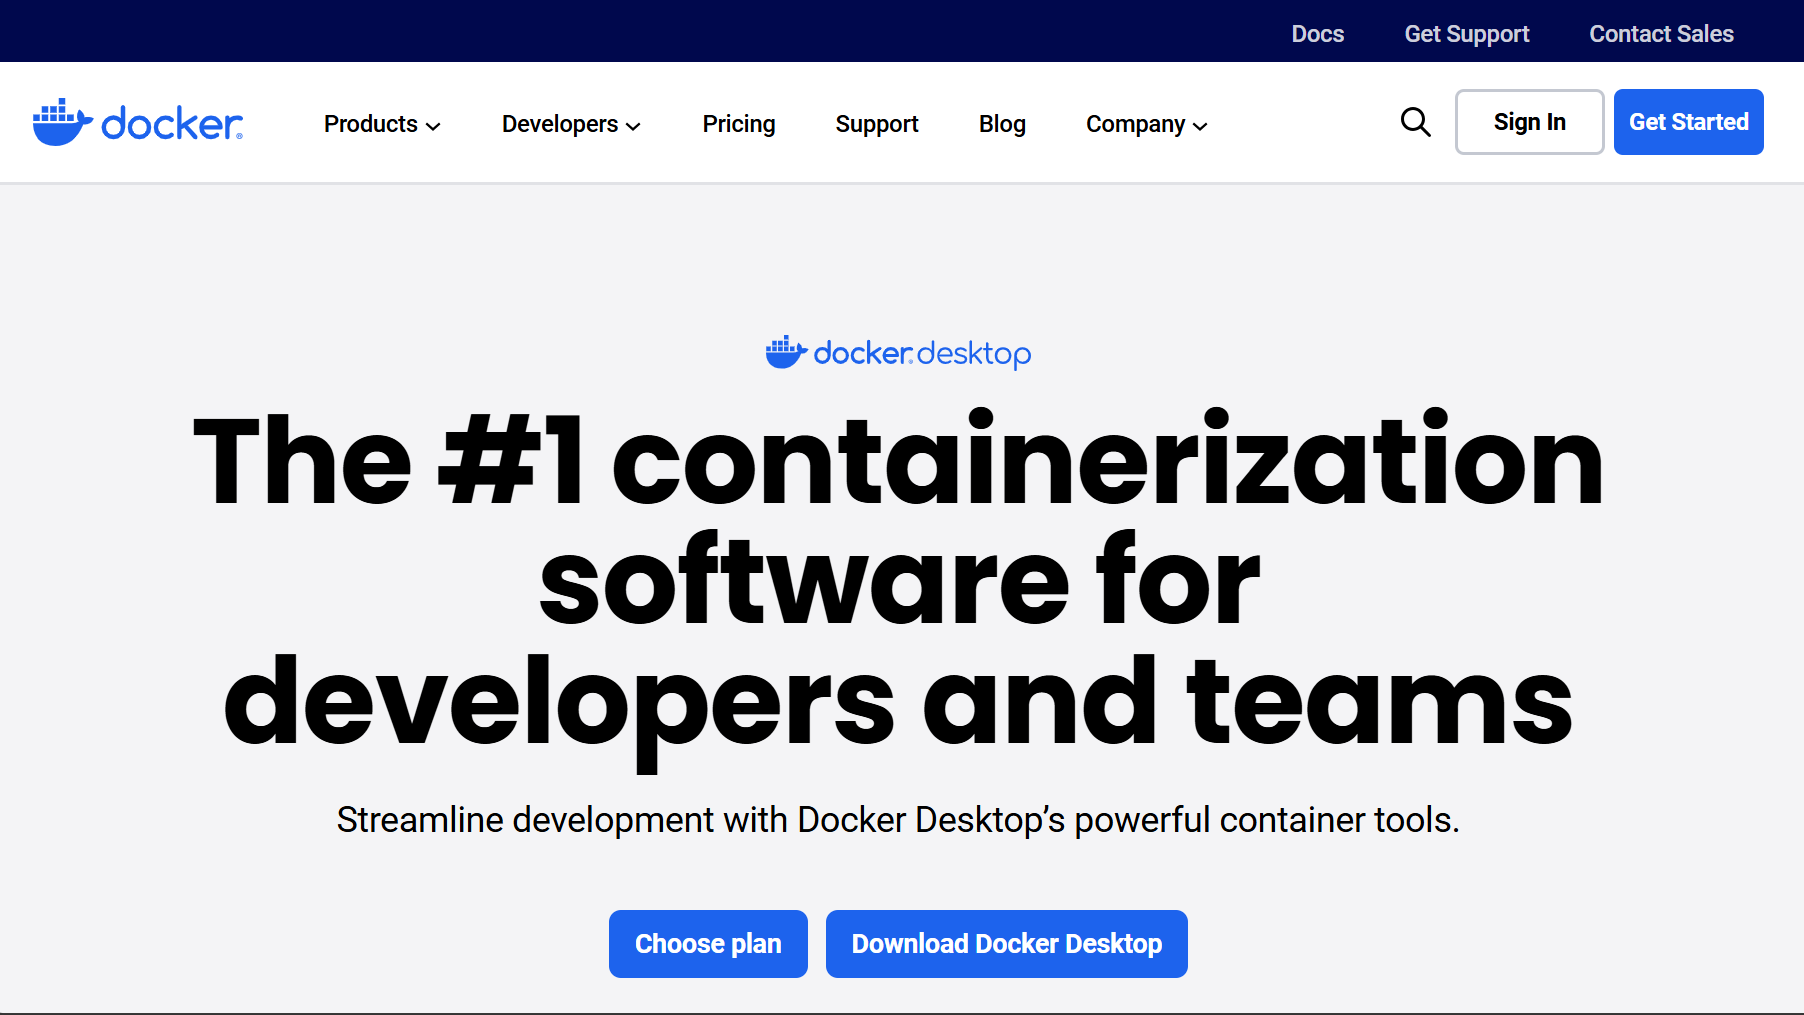 Docs Get Support Contact Sales
docker Products Developers Pricing Support Blog Company Sign In Get Started
docker.desktop
The #1 containerization
software for
developers and teams
Streamline development with Docker Desktop’s powerful container tools.
Choose plan Download Docker Desktop